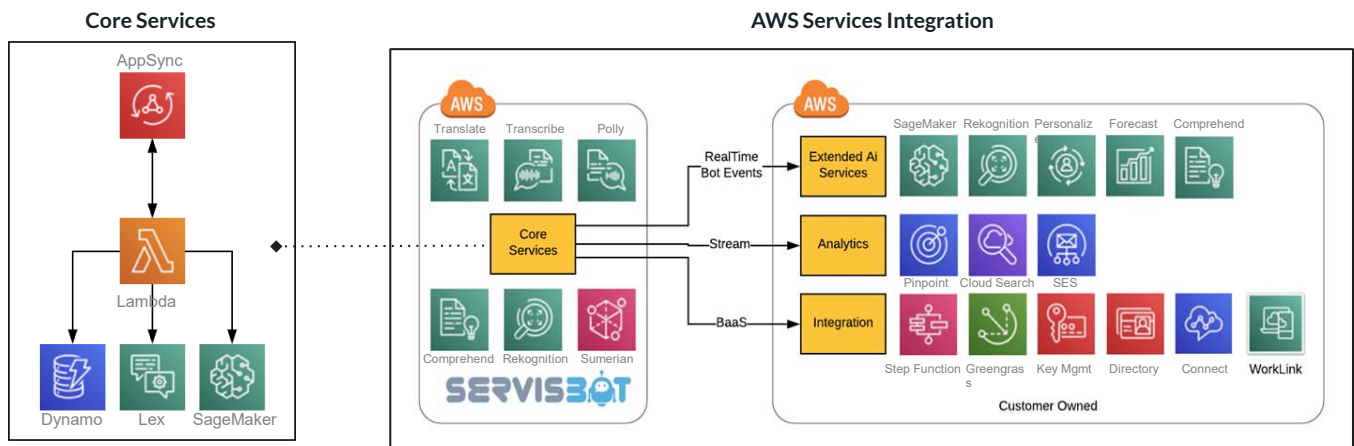 Core Services
AWS Services Integration
AppSync
Lambda
Dynamo
Lex
SageMaker
AWS
Translate
Transcribe
Polly
Core
Services
Comprehend
Rekognition
Sumerian
SERVISBOT
RealTime
Bot Events
Stream
BaaS
AWS
Extended Ai
Services
SageMaker
Rekognition
Personaliz
e
Forecast
Comprehend
Analytics
Pinpoint
Cloud Search
SES
Integration
Step Function
Greengras
s
Key Mgmt
Directory
Connect
WorkLink
Customer Owned